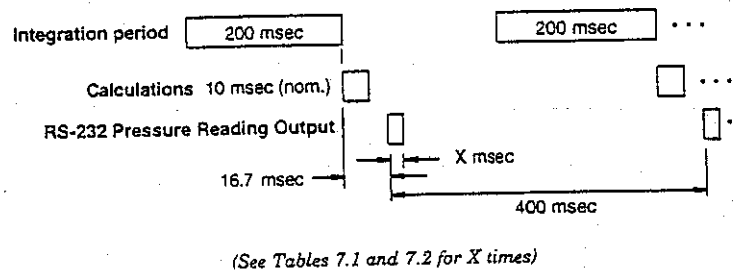 Integration period 200 msec 200 msec
Calculations 10 msec (nom.)
RS-232 Pressure Reading Output
X msec
16.7 msec
400 msec
(See Tables 7.1 and 7.2 for X times)